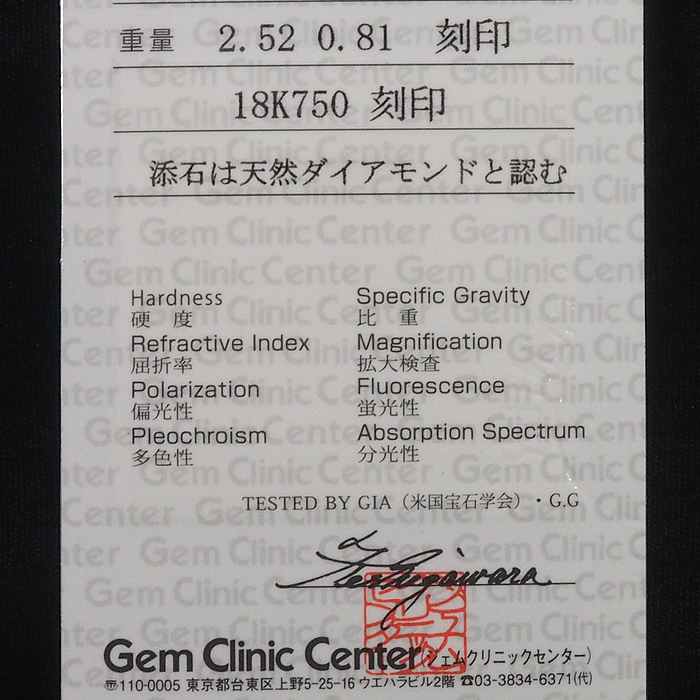 重量 2.52 0.81 刻印
18K750 刻印
添石は天然ダイアモンドと認む
Hardness Specific Gravity
硬 度 比 重
Refractive Index Magnification
屈折率 拡大検査
Polarization Fluorescence
偏光性 蛍光性
Pleochroism Absorption Spectrum
多色性 分光性
TESTED BY GIA（米国宝石学会）・G.G
Gem Clinic Center（ジェムクリニックセンター）
〒110-0005 東京都台東区上野5-25-16 ウエハラビル2階 ☎03-3834-6371(代)